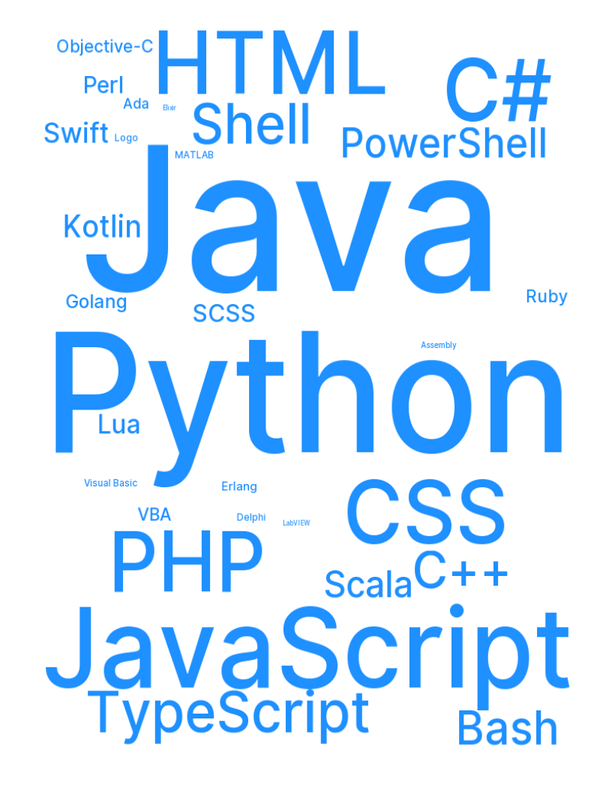 Objective-C
HTML
Perl
C#
Ada
Elixir
Shell
Swift
Logo
PowerShell
MATLAB
Java
Kotlin
Golang
Ruby
SCSS
Python
Assembly
Lua
Visual Basic
Erlang
CSS
VBA
Delphi
LabVIEW
PHP
C++
Scala
JavaScript
TypeScript
Bash